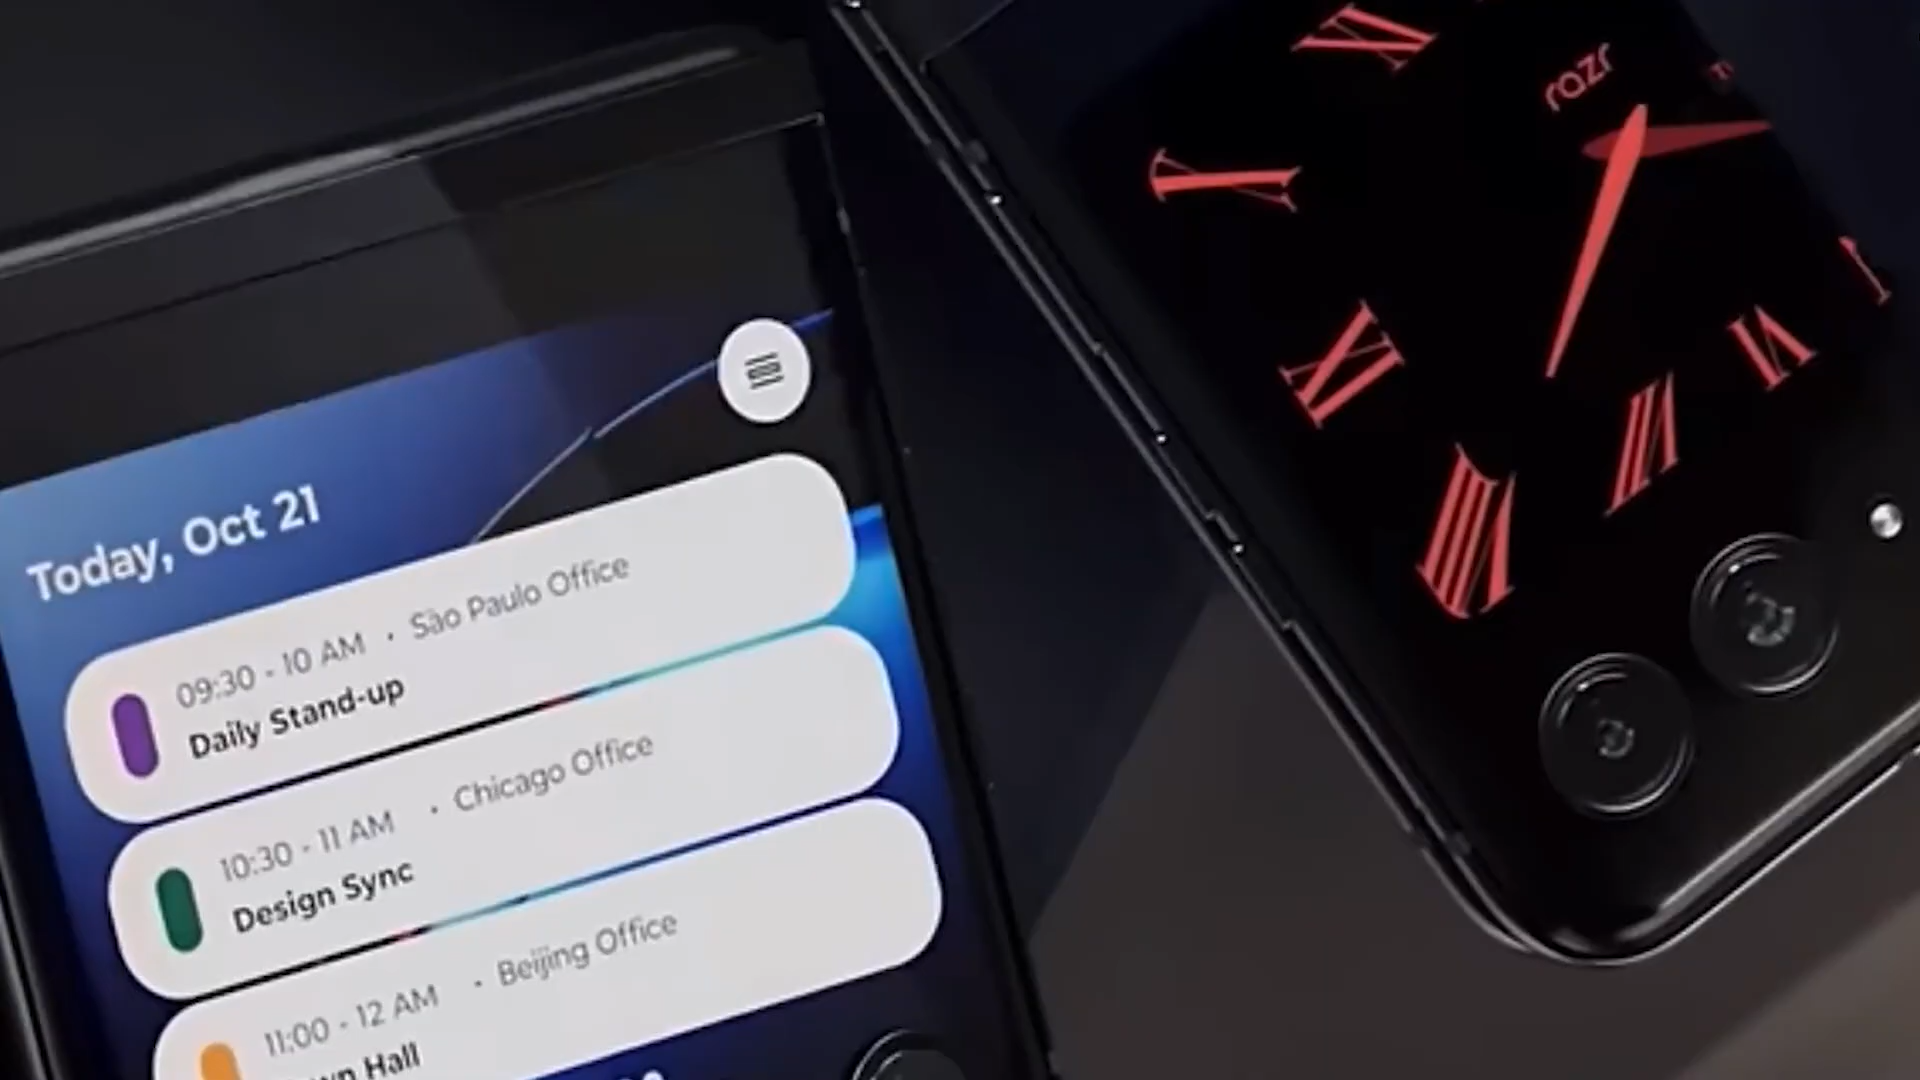 Today, Oct 21
09:30 - 10 AM • São Paulo Office
Daily Stand-up
10:30 - 11 AM • Chicago Office
Design Sync
11:00 - 12 AM • Beijing Office
Hall
razr